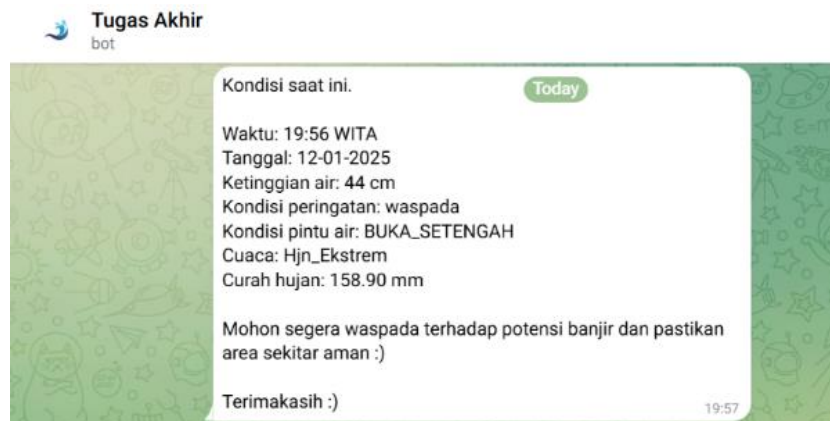 Tugas Akhir
bot
Kondisi saat ini.
Today
Waktu: 19:56 WITA
Tanggal: 12-01-2025
Ketinggian air: 44 cm
Kondisi peringatan: waspada
Kondisi pintu air: BUKA_SETENGAH
Cuaca: Hjn_Ekstrem
Curah hujan: 158.90 mm
Mohon segera waspada terhadap potensi banjir dan pastikan
area sekitar aman :)
Terimakasih :)
19:57